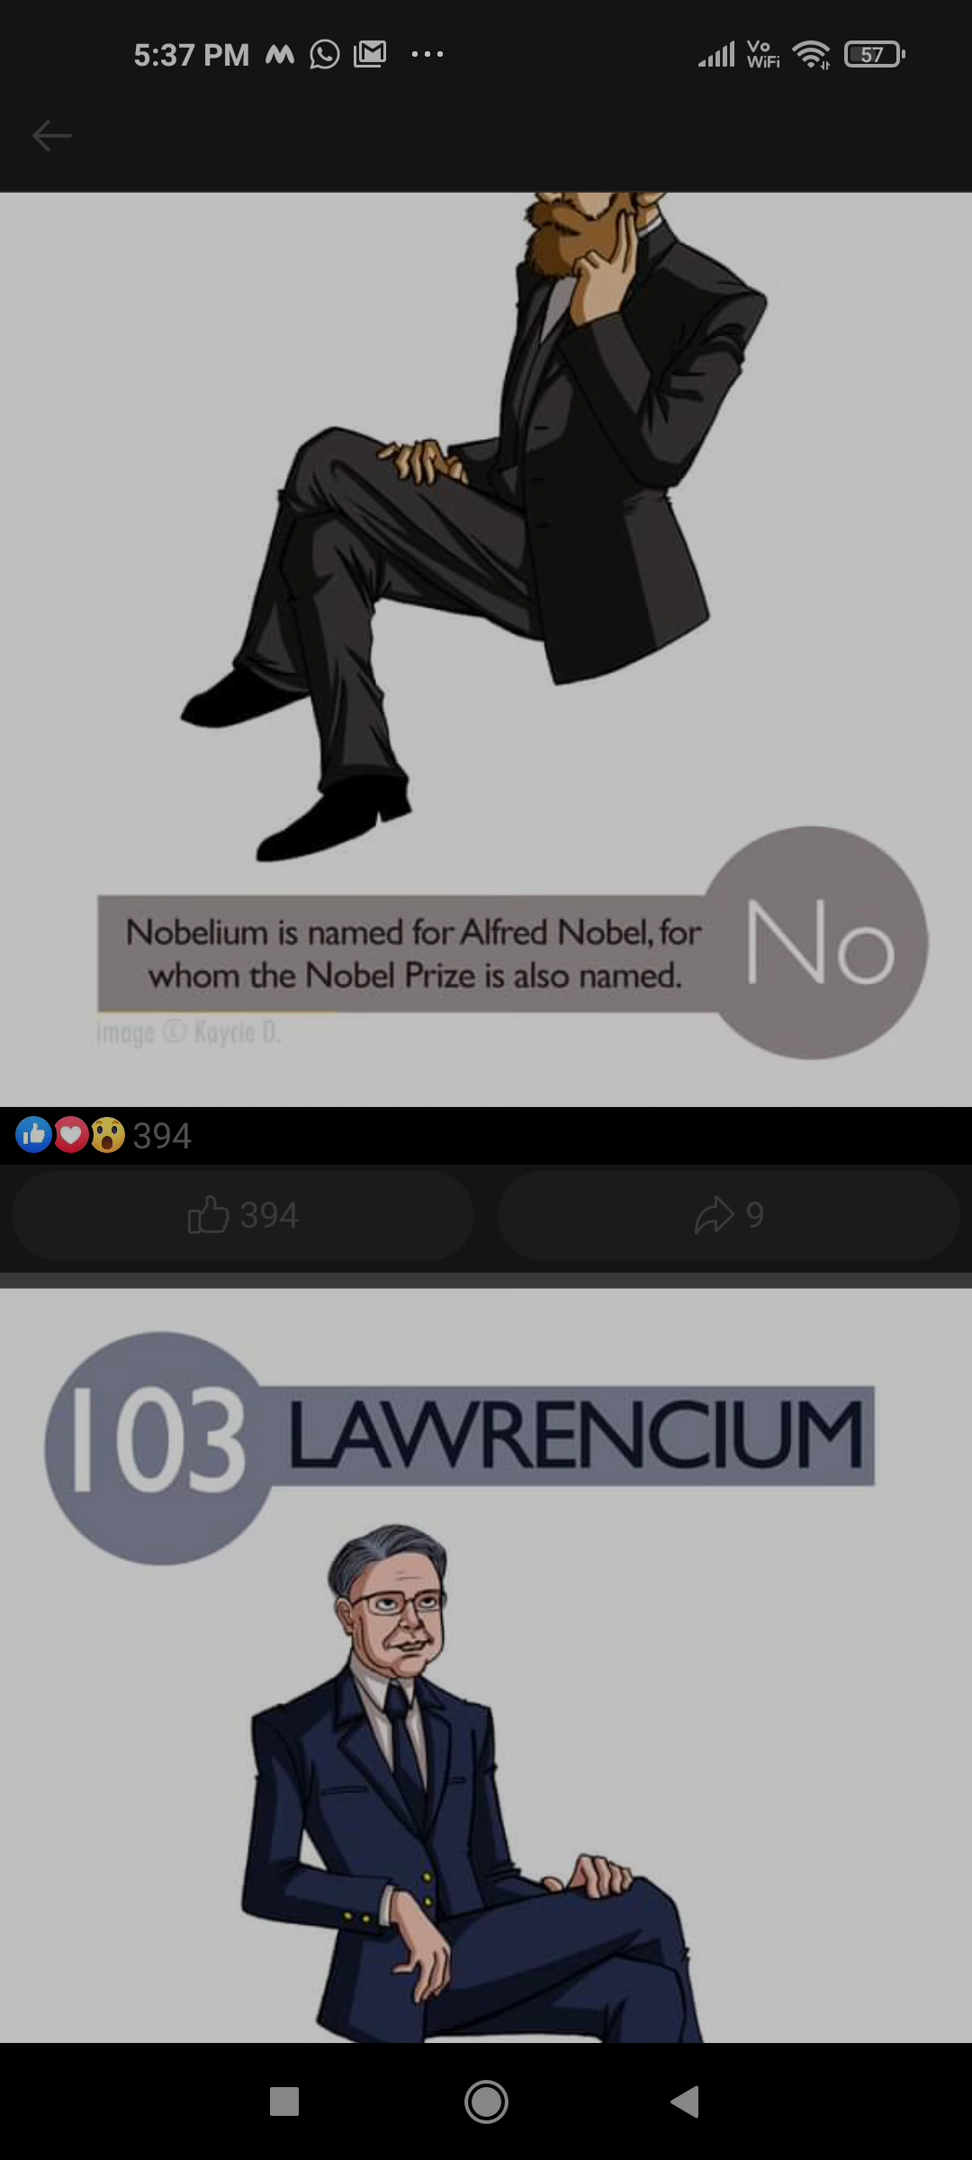 5:37 PM
Vo
WiFi
57
Nobelium is named for Alfred Nobel, for
whom the Nobel Prize is also named.
No
image © Kaycie D.
394
394
9
103
LAWRENCIUM